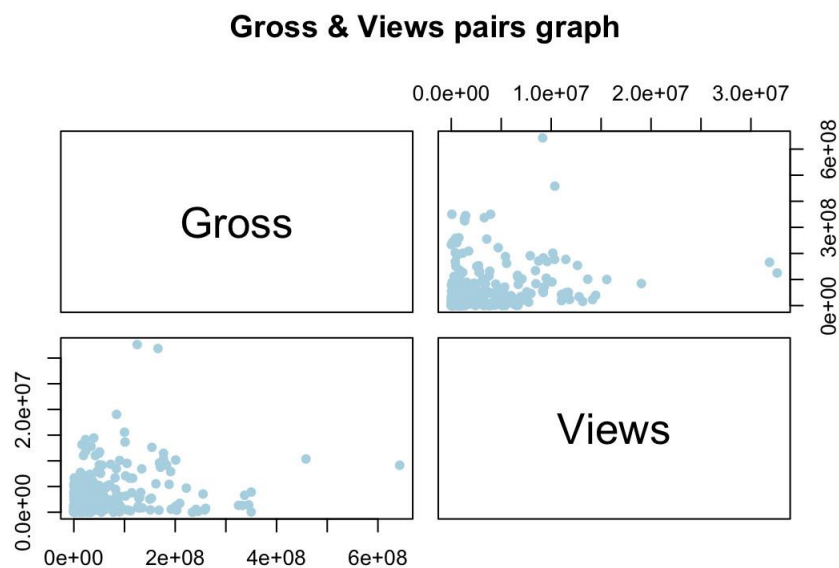 Gross & Views pairs graph
0.0e+00 1.0e+07 2.0e+07 3.0e+07
Gross
0e+00 3e+08 6e+08
0.0e+00 2.0e+07
Views
0e+00 2e+08 4e+08 6e+08